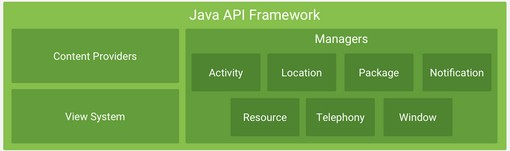 Java API Framework
Content Providers
View System
Managers
Activity
Location
Package
Notification
Resource
Telephony
Window